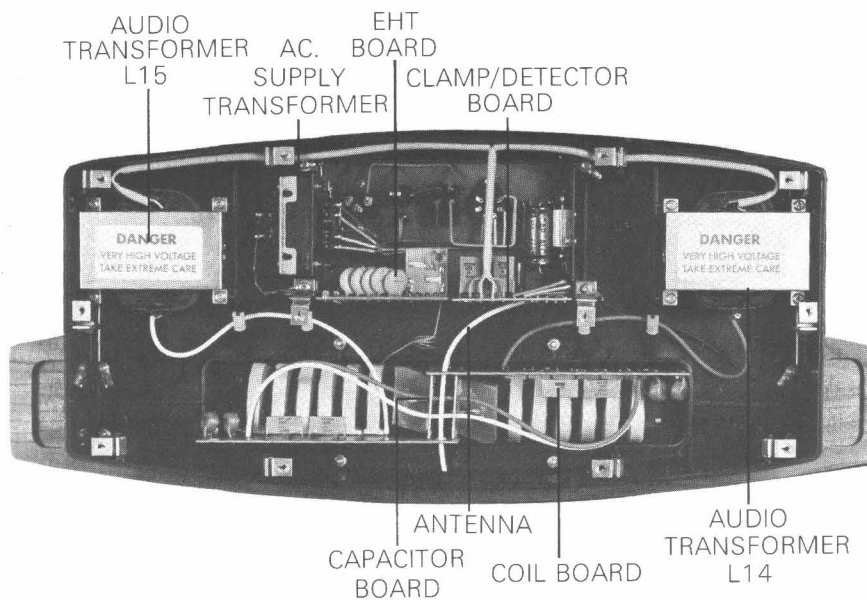 AUDIO
TRANSFORMER
L15
AC.
SUPPLY
TRANSFORMER
EHT
BOARD
CLAMP/DETECTOR
BOARD
DANGER
VERY HIGH VOLTAGE
TAKE EXTREME CARE
DANGER
VERY HIGH VOLTAGE
TAKE EXTREME CARE
CAPACITOR
BOARD
ANTENNA
COIL BOARD
AUDIO
TRANSFORMER
L14